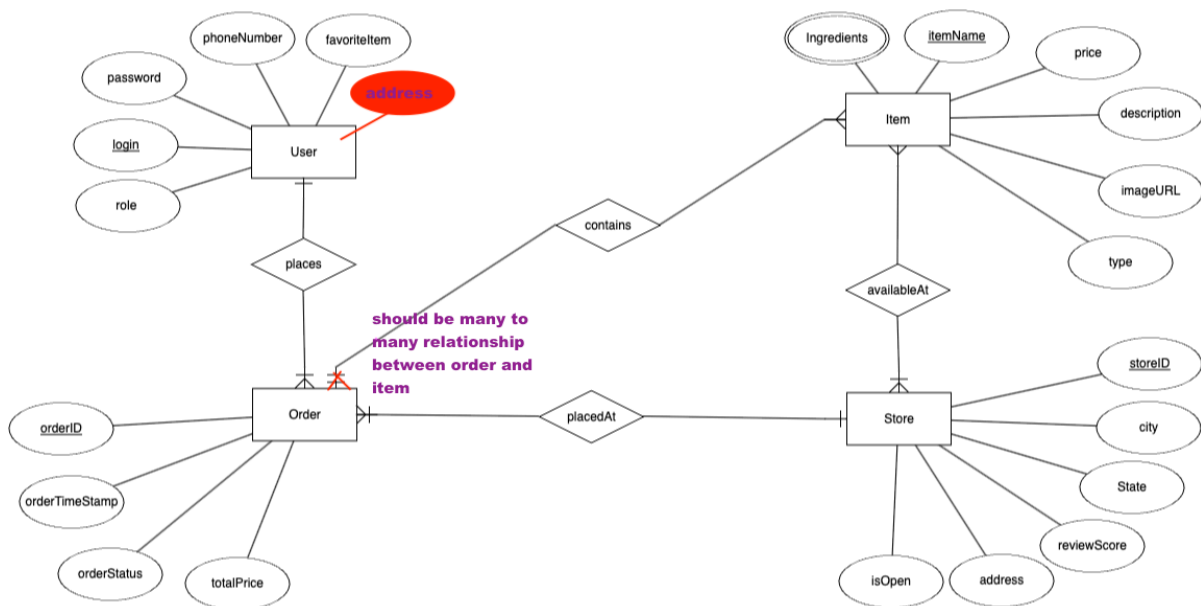 phoneNumber
favoriteItem
password
address
login
User
role
places
Ingredients
itemName
price
Item
description
imageURL
type
contains
availableAt
should be many to
many relationship
between order and
item
Order
placedAt
Store
orderID
orderTimeStamp
orderStatus
totalPrice
storeID
city
State
reviewScore
isOpen
address